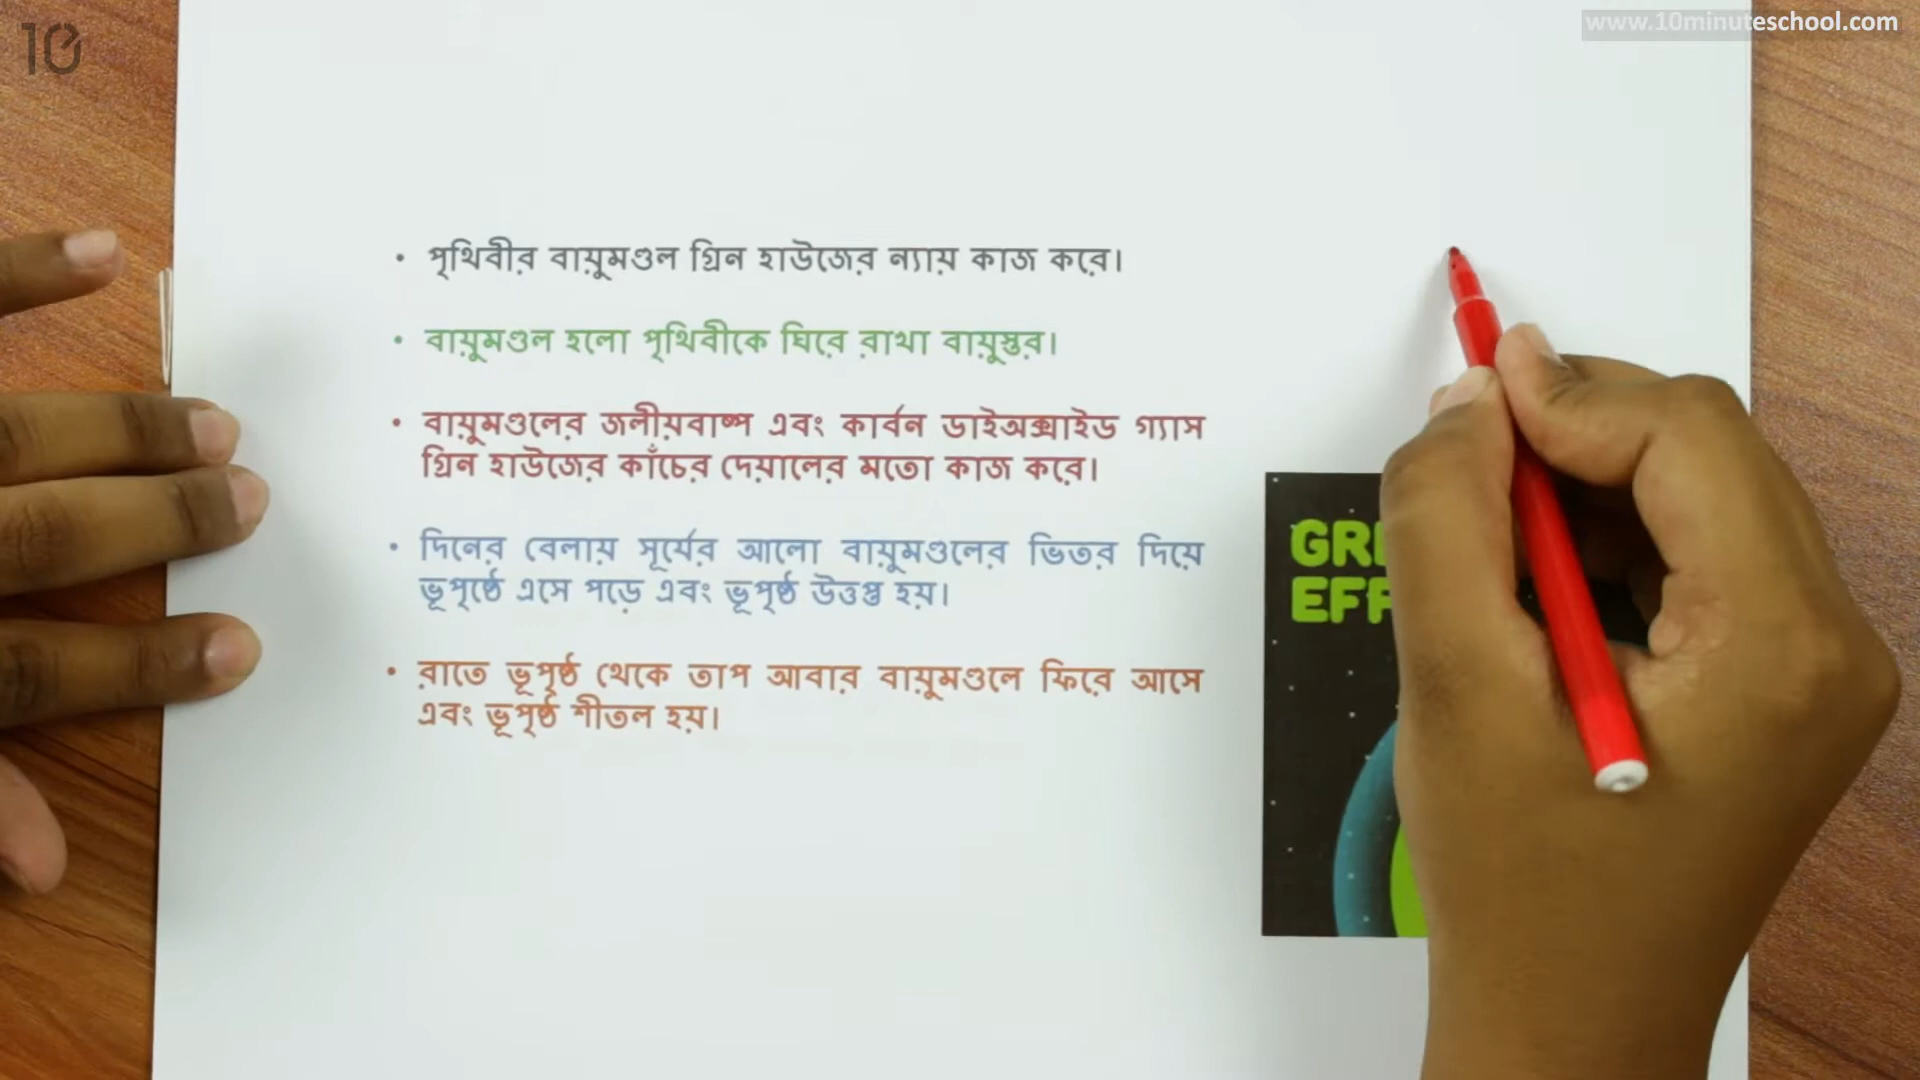 10
www.10minuteschool.com
• পৃথিবীর বায়ুমণ্ডল গ্রিন হাউজের ন্যায় কাজ করে।
• বায়ুমণ্ডল হলো পৃথিবীকে ঘিরে রাখা বায়ুস্তর।
• বায়ুমণ্ডলের জলীয়বাষ্প এবং কার্বন ডাইঅক্সাইড গ্যাস
গ্রিন হাউজের কাঁচের দেয়ালের মতো কাজ করে।
• দিনের বেলায় সূর্যের আলো বায়ুমণ্ডলের ভিতর দিয়ে
ভূপৃষ্ঠে এসে পড়ে এবং ভূপৃষ্ঠ উত্তপ্ত হয়।
• রাতে ভূপৃষ্ঠ থেকে তাপ আবার বায়ুমণ্ডলে ফিরে আসে
এবং ভূপৃষ্ঠ শীতল হয়।